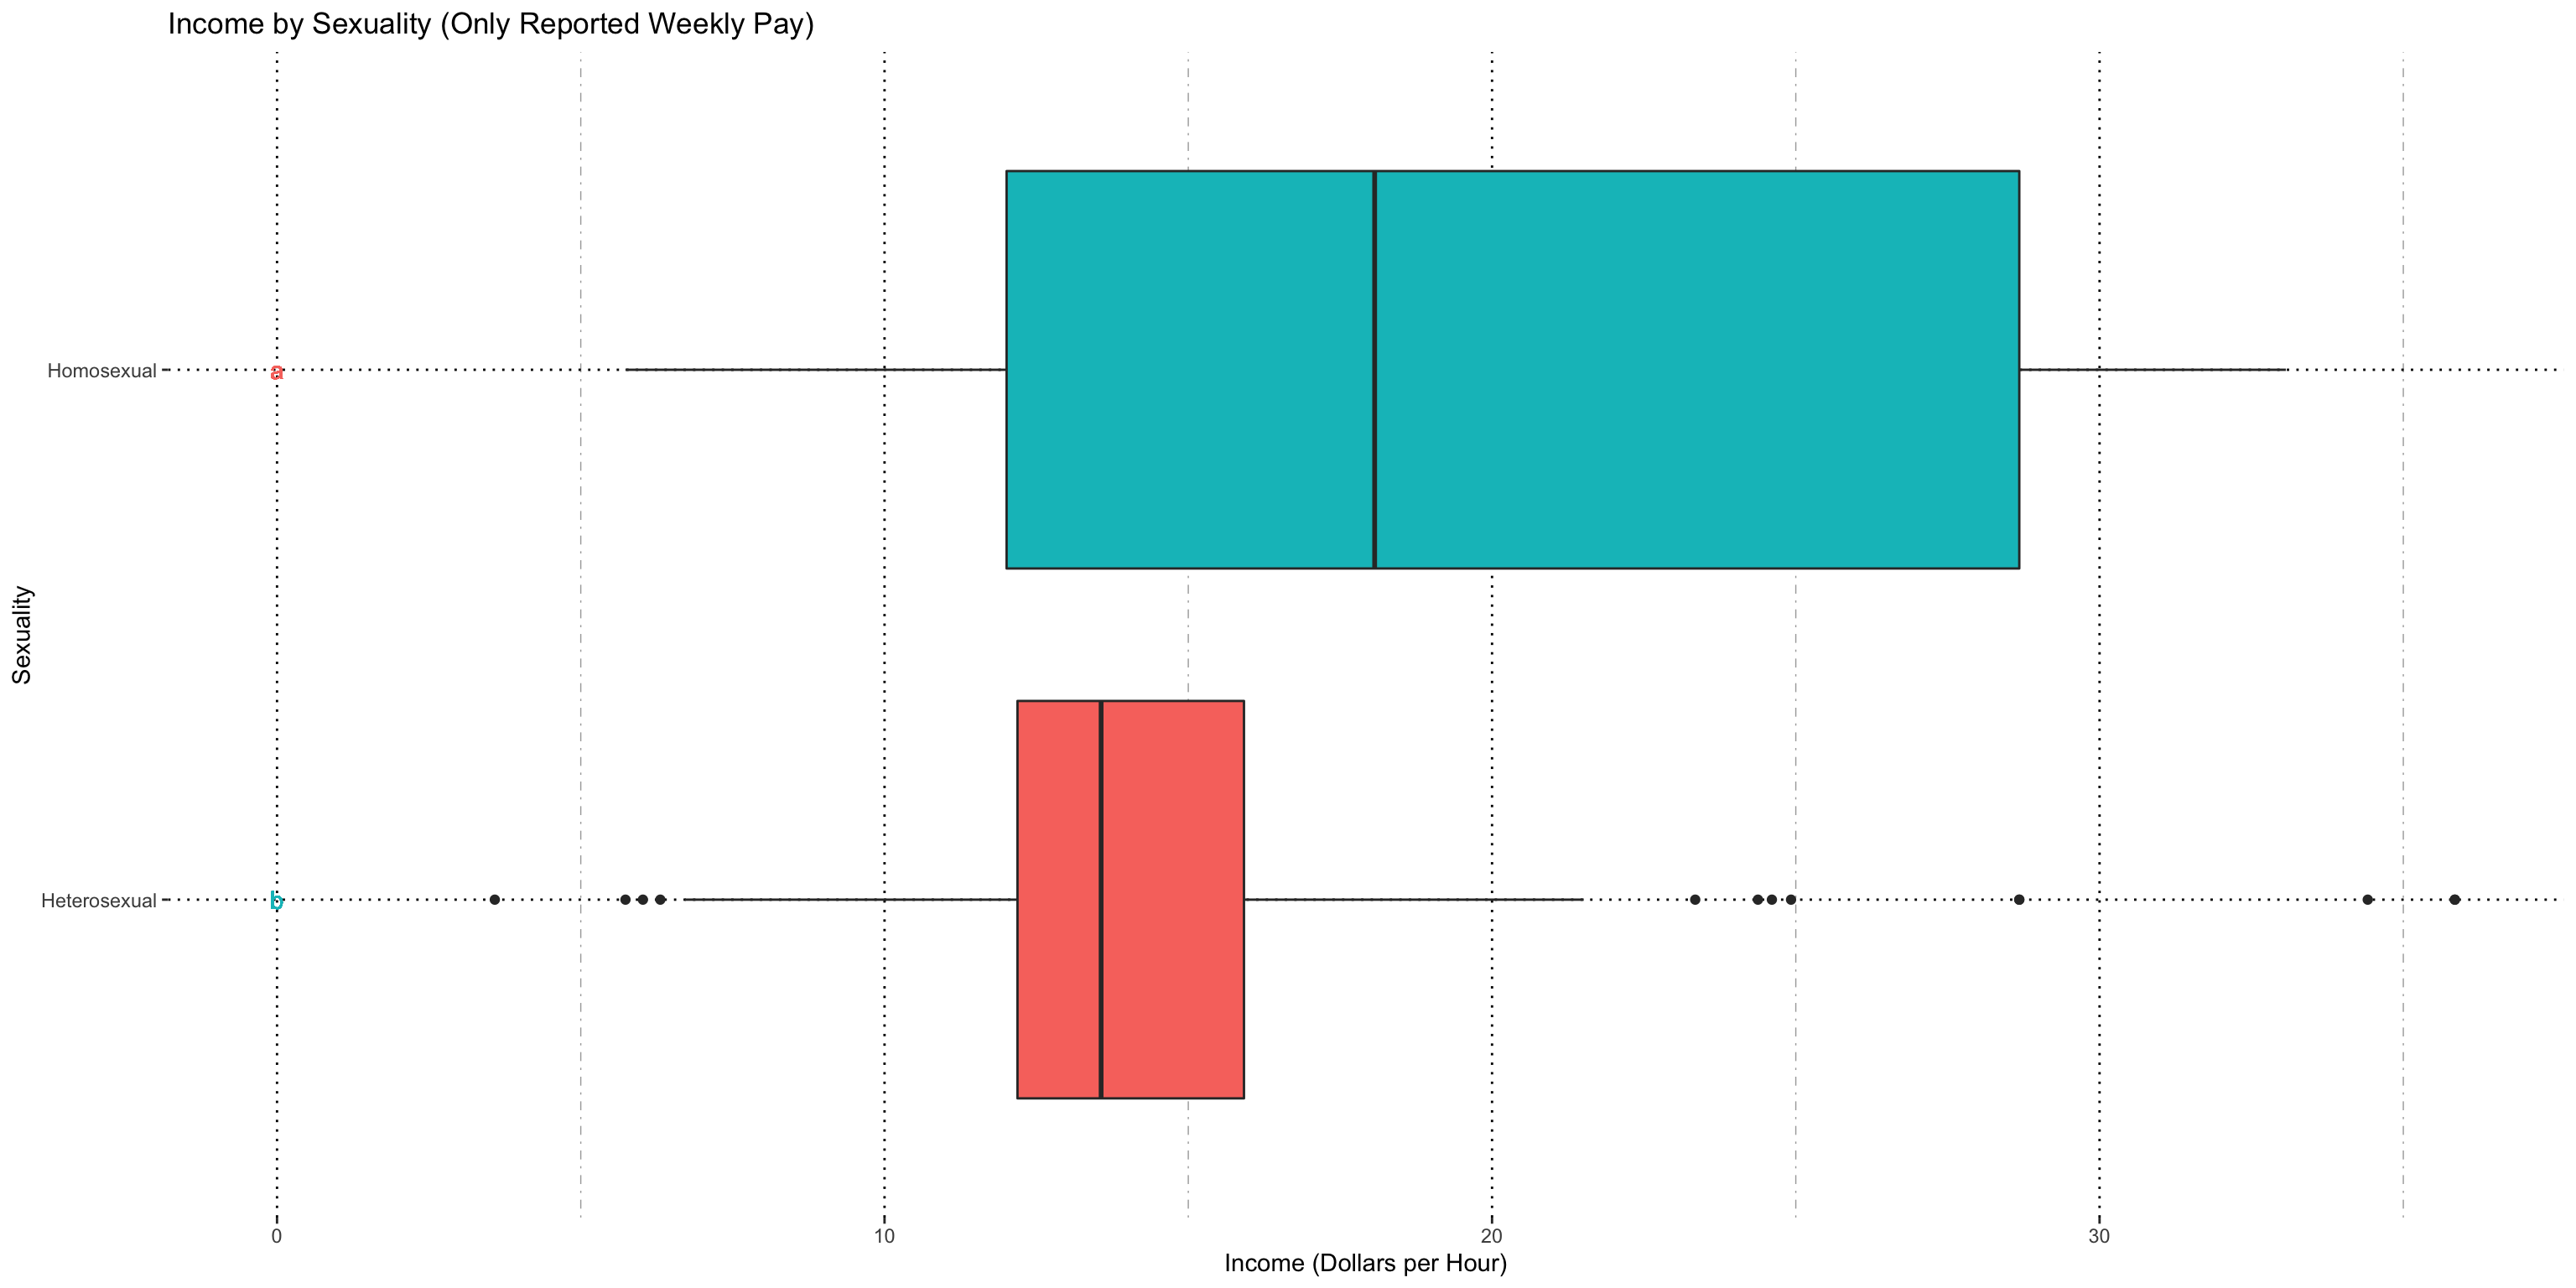 Income by Sexuality (Only Reported Weekly Pay)
Sexuality
Homosexual
a
Heterosexual
b
0 10 20 30
Income (Dollars per Hour)